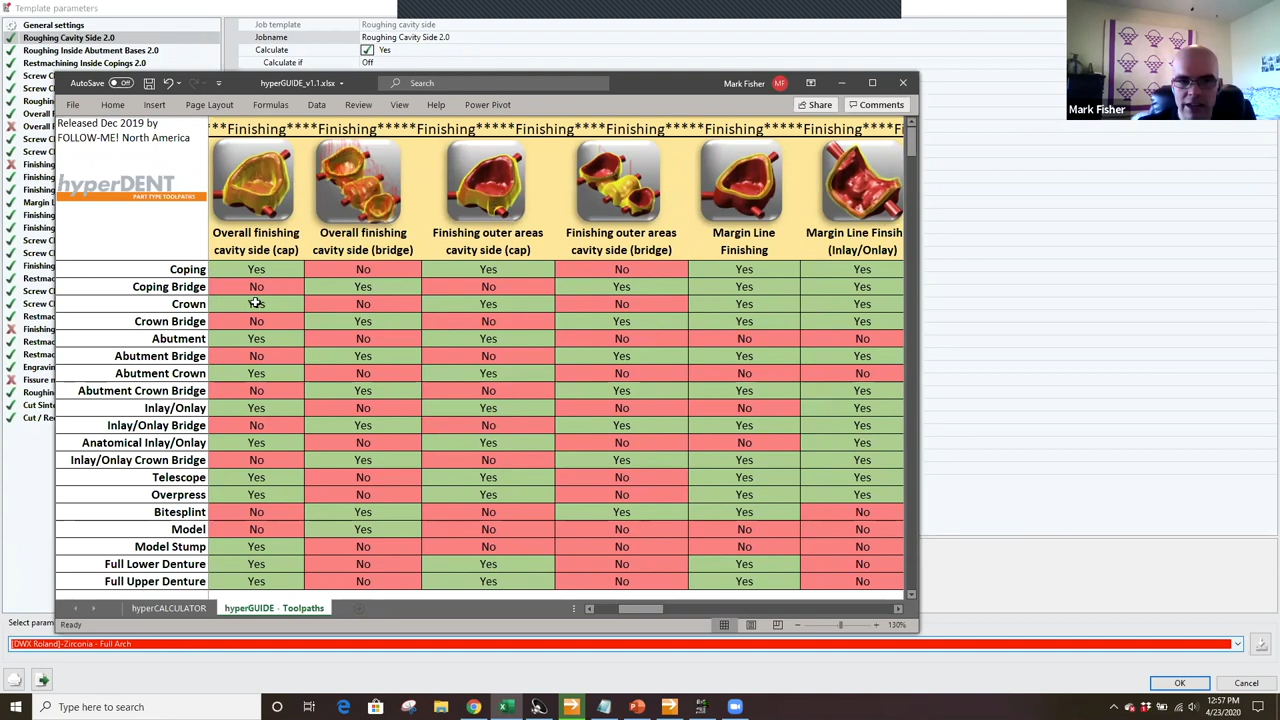 Template parameters
General settings
Roughing Cavity Side 2.0
Roughing Inside Abutment Bases 2.0
Restmachining Inside Copings 2.0
Job template
Roughing cavity side
Jobname
Roughing Cavity Side 2.0
Calculate
Yes
Calculate if
Off
Mark Fisher
AutoSave
Off
hyperGUIDE_v1.1.xlsx
Search
Mark Fisher
MF
File Home Insert Page Layout Formulas Data Review View Help Power Pivot
Share
Comments
Released Dec 2019 by
FOLLOW-ME! North America
hyperDENT
PART TYPE TOOLPATHS
**Finishing****Finishing****Finishing****Finishing****Finishing****Finishing****Fi
Overall finishing cavity side (cap)
Overall finishing cavity side (bridge)
Finishing outer areas cavity side (cap)
Finishing outer areas cavity side (bridge)
Margin Line Finishing
Margin Line Finsih (Inlay/Onlay)
Coping Yes No Yes No Yes Yes
Coping Bridge No Yes No Yes Yes Yes
Crown Yes No Yes No Yes Yes
Crown Bridge No Yes No Yes Yes Yes
Abutment Yes No Yes No No No
Abutment Bridge No Yes No Yes Yes Yes
Abutment Crown Yes No Yes No No No
Abutment Crown Bridge No Yes No Yes Yes Yes
Inlay/Onlay Yes No Yes No No Yes
Inlay/Onlay Bridge No Yes No Yes Yes Yes
Anatomical Inlay/Onlay Yes No Yes No No Yes
Inlay/Onlay Crown Bridge No Yes No Yes Yes Yes
Telescope Yes No Yes No Yes Yes
Overpress Yes No Yes No Yes Yes
Bitesplint No Yes No Yes Yes No
Model No Yes No No No No
Model Stump Yes No No No No No
Full Lower Denture Yes No Yes No Yes No
Full Upper Denture Yes No Yes No Yes No
hyperCALCULATOR
hyperGUIDE - Toolpaths
Ready
130%
Select param
[DWX Roland]-Zirconia - Full Arch
OK
Cancel
Type here to search
12:57 PM
4/23/2020